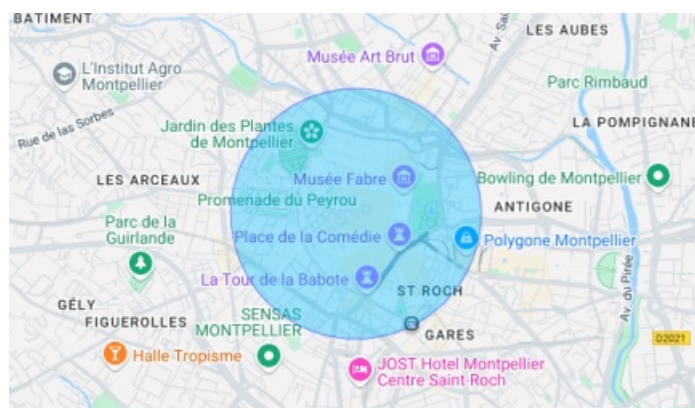 BATIMENT
Av. Sa
LES AUBES
Musée Art Brut
L'Institut Agro
Montpellier
Parc Rimbaud
Rue de las Sorbes
Jardin des Plantes
de Montpellier
LA POMPIGNANE
LES ARCEAUX
Musée Fabre
Bowling de Montpellier
Promenade du Peyrou
ANTIGONE
Parc de la
Guirlande
Place de la Comédie
Polygone Montpellier
La Tour de la Babote
Av. du Pirée
ST ROCH
GÉLY
FIGUEROLLES
SENSAS
MONTPELLIER
GARES
D2021
Halle Tropisme
JOST Hotel Montpellier
Centre Saint-Roch